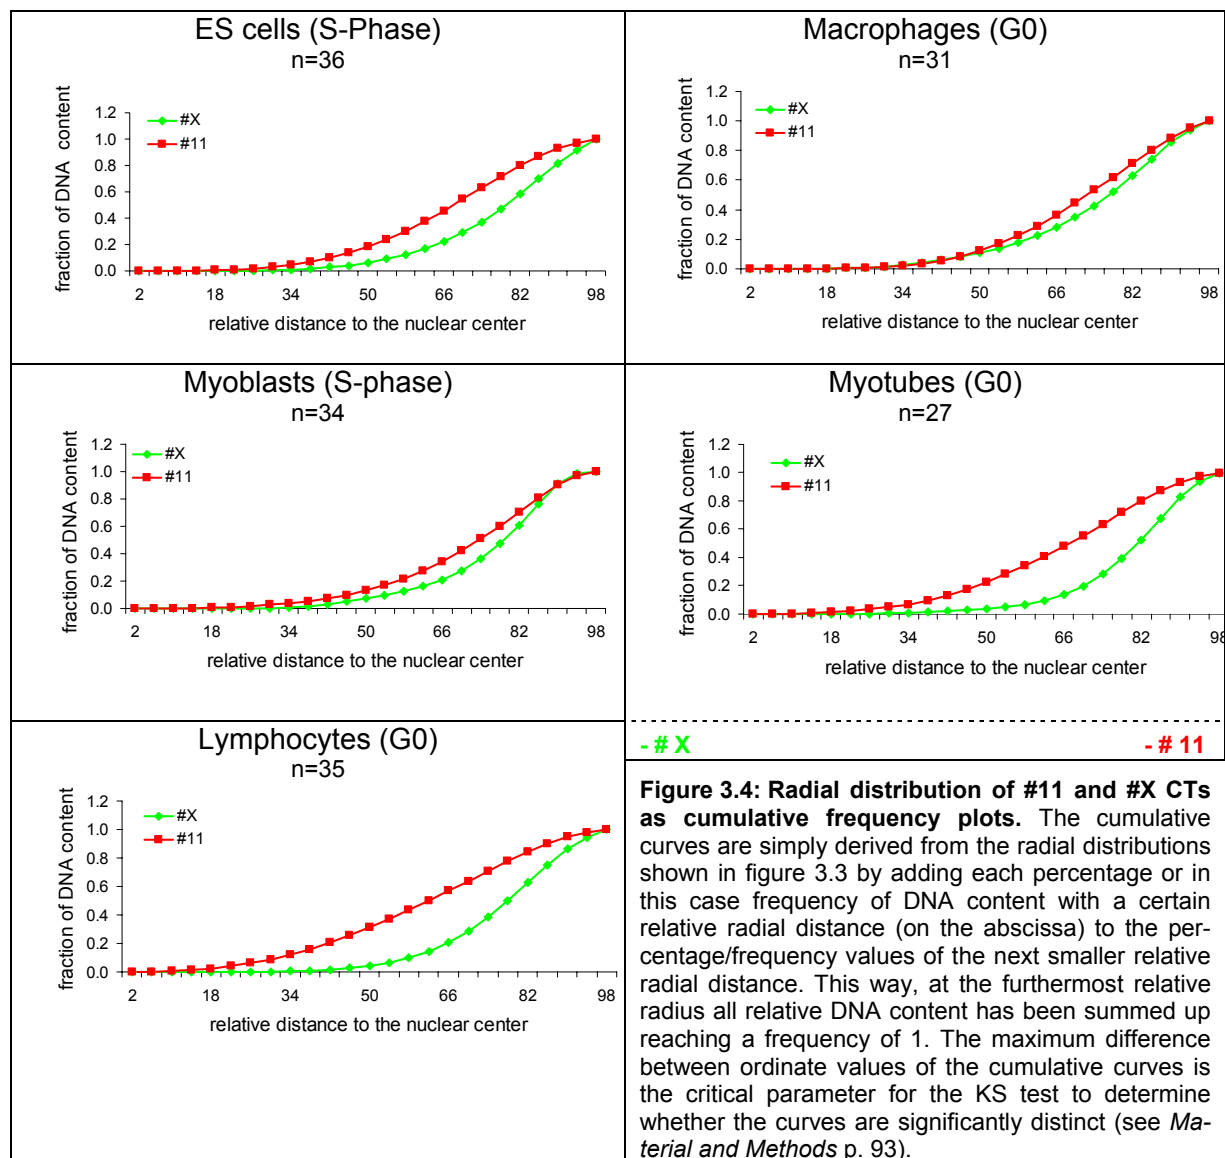 ES cells (S-Phase)
n=36
fraction of DNA content
1.2
1.0
0.8
0.6
0.4
0.2
0.0
#X
#11
2 18 34 50 66 82 98
relative distance to the nuclear center
Macrophages (G0)
n=31
fraction of DNA content
1.2
1.0
0.8
0.6
0.4
0.2
0.0
#X
#11
2 18 34 50 66 82 98
relative distance to the nuclear center
Myoblasts (S-phase)
n=34
fraction of DNA content
1.2
1.0
0.8
0.6
0.4
0.2
0.0
#X
#11
2 18 34 50 66 82 98
relative distance to the nuclear center
Myotubes (G0)
n=27
fraction of DNA content
1.2
1.0
0.8
0.6
0.4
0.2
0.0
#X
#11
2 18 34 50 66 82 98
relative distance to the nuclear center
- # X - # 11
Lymphocytes (G0)
n=35
fraction of DNA content
1.2
1.0
0.8
0.6
0.4
0.2
0.0
#X
#11
2 18 34 50 66 82 98
relative distance to the nuclear center
Figure 3.4: Radial distribution of #11 and #X CTs
as cumulative frequency plots. The cumulative
curves are simply derived from the radial distributions
shown in figure 3.3 by adding each percentage or in
this case frequency of DNA content with a certain
relative radial distance (on the abscissa) to the per-
centage/frequency values of the next smaller relative
radial distance. This way, at the furthermost relative
radius all relative DNA content has been summed up
reaching a frequency of 1. The maximum difference
between ordinate values of the cumulative curves is
the critical parameter for the KS test to determine
whether the curves are significantly distinct (see Ma-
terial and Methods p. 93).